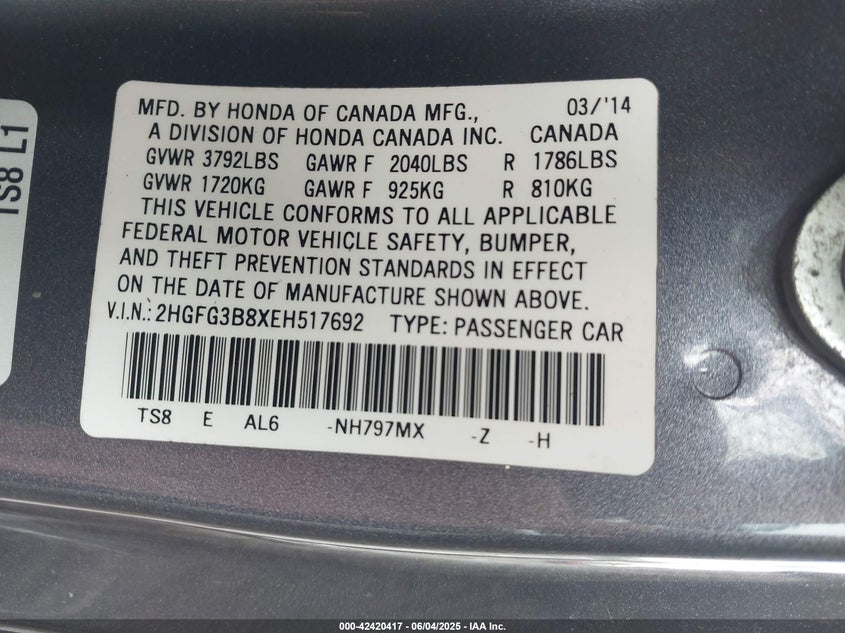 TS8 L1
MFD. BY HONDA OF CANADA MFG., 03/'14
A DIVISION OF HONDA CANADA INC. CANADA
GVWR 3792LBS GAWR F 2040LBS R 1786LBS
GVWR 1720KG GAWR F 925KG R 810KG
THIS VEHICLE CONFORMS TO ALL APPLICABLE
FEDERAL MOTOR VEHICLE SAFETY, BUMPER,
AND THEFT PREVENTION STANDARDS IN EFFECT
ON THE DATE OF MANUFACTURE SHOWN ABOVE.
V.I.N.: 2HGFG3B8XEH517692 TYPE: PASSENGER CAR
TS8 E AL6 -NH797MX -Z -H
000-42420417 - 06/04/2025 - IAA Inc.